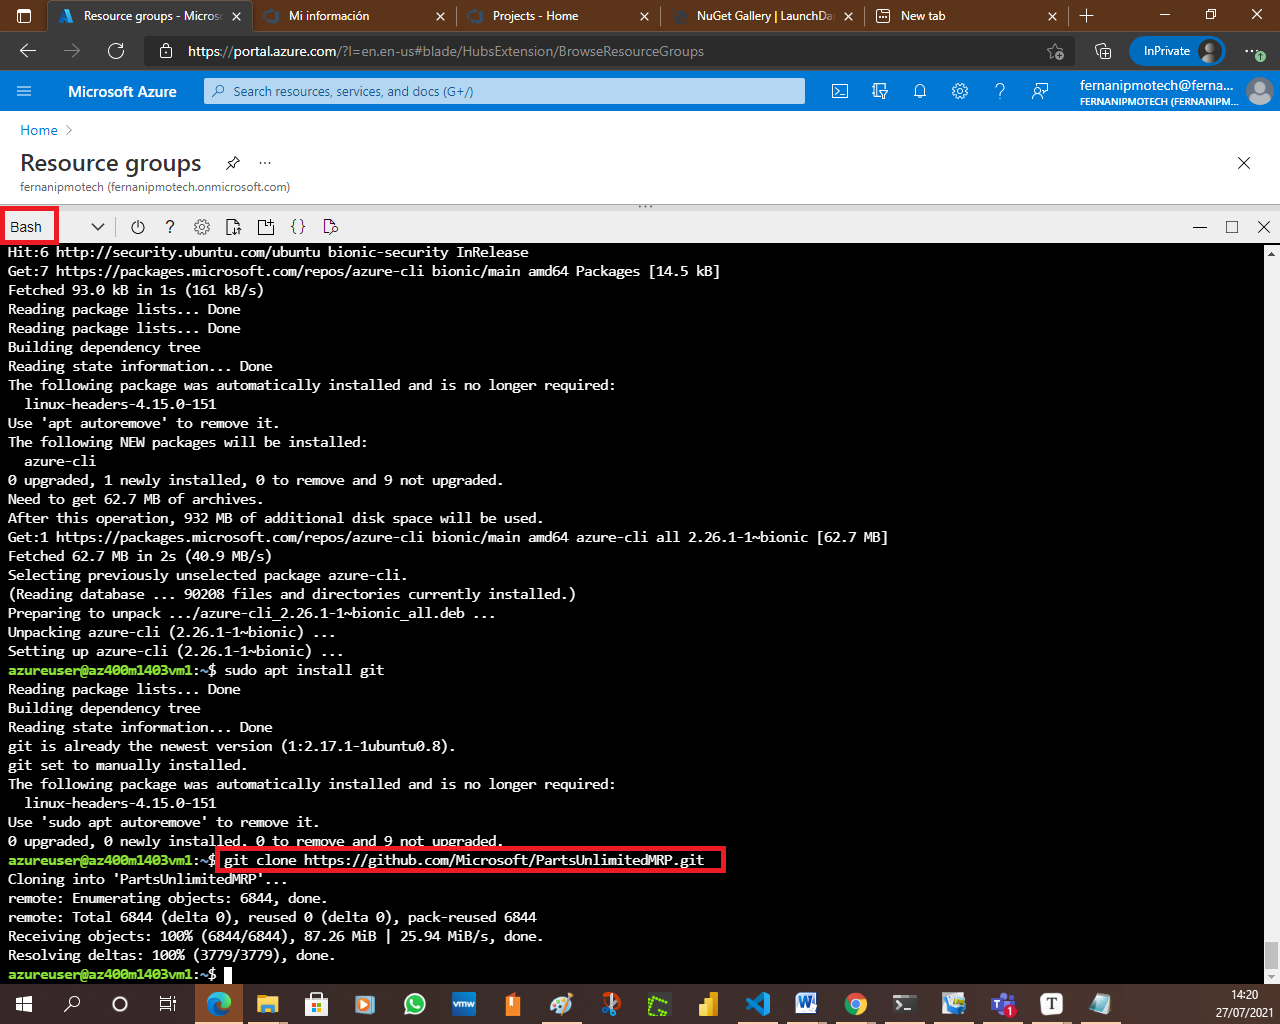 Resource groups - Micros
Mi información
Projects - Home
NuGet Gallery | LaunchDa
New tab
https://portal.azure.com/?l=en.en-us#blade/HubsExtension/BrowseResourceGroups
InPrivate
Microsoft Azure
Search resources, services, and docs (G+/)
fernanipmotech@ferna...
FERNANIPMOTECH (FERNANIPM...
Home
Resource groups
fernanipmotech (fernanipmotech.onmicrosoft.com)
Bash
Hit:6 http://security.ubuntu.com/ubuntu bionic-security InRelease
Get:7 https://packages.microsoft.com/repos/azure-cli bionic/main amd64 Packages [14.5 kB]
Fetched 93.0 kB in 1s (161 kB/s)
Reading package lists... Done
Reading package lists... Done
Building dependency tree
Reading state information... Done
The following package was automatically installed and is no longer required:
linux-headers-4.15.0-151
Use 'apt autoremove' to remove it.
The following NEW packages will be installed:
azure-cli
0 upgraded, 1 newly installed, 0 to remove and 9 not upgraded.
Need to get 62.7 MB of archives.
After this operation, 932 MB of additional disk space will be used.
Get:1 https://packages.microsoft.com/repos/azure-cli bionic/main amd64 azure-cli all 2.26.1-1~bionic [62.7 MB]
Fetched 62.7 MB in 2s (40.9 MB/s)
Selecting previously unselected package azure-cli.
(Reading database ... 90208 files and directories currently installed.)
Preparing to unpack .../azure-cli_2.26.1-1~bionic_all.deb ...
Unpacking azure-cli (2.26.1-1~bionic) ...
Setting up azure-cli (2.26.1-1~bionic) ...
azureuser@az400m1403vm1:~$ sudo apt install git
Reading package lists... Done
Building dependency tree
Reading state information... Done
git is already the newest version (1:2.17.1-1ubuntu0.8).
git set to manually installed.
The following package was automatically installed and is no longer required:
linux-headers-4.15.0-151
Use 'sudo apt autoremove' to remove it.
0 upgraded, 0 newly installed, 0 to remove and 9 not upgraded.
azureuser@az400m1403vm1:~$ git clone https://github.com/Microsoft/PartsUnlimitedMRP.git
Cloning into 'PartsUnlimitedMRP'...
remote: Enumerating objects: 6844, done.
remote: Total 6844 (delta 0), reused 0 (delta 0), pack-reused 6844
Receiving objects: 100% (6844/6844), 87.26 MiB | 25.94 MiB/s, done.
Resolving deltas: 100% (3779/3779), done.
azureuser@az400m1403vm1:~$
vmw
14:20
27/07/2021